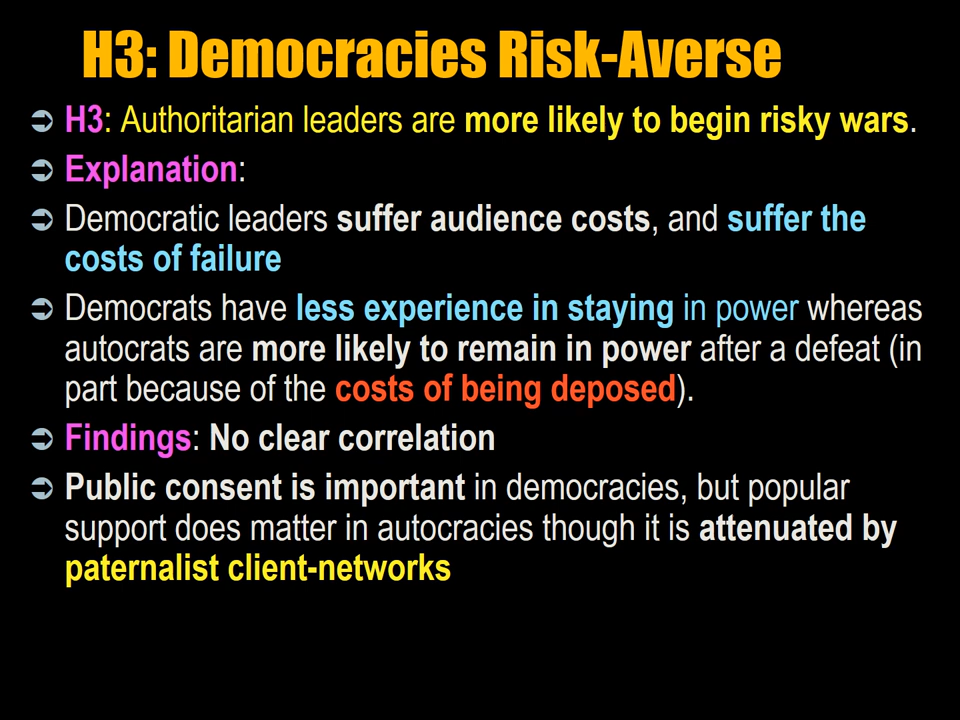 H3: Democracies Risk-Averse
➲ H3: Authoritarian leaders are more likely to begin risky wars.
➲ Explanation:
➲ Democratic leaders suffer audience costs, and suffer the
costs of failure
➲ Democrats have less experience in staying in power whereas
autocrats are more likely to remain in power after a defeat (in
part because of the costs of being deposed).
➲ Findings: No clear correlation
➲ Public consent is important in democracies, but popular
support does matter in autocracies though it is attenuated by
paternalist client-networks